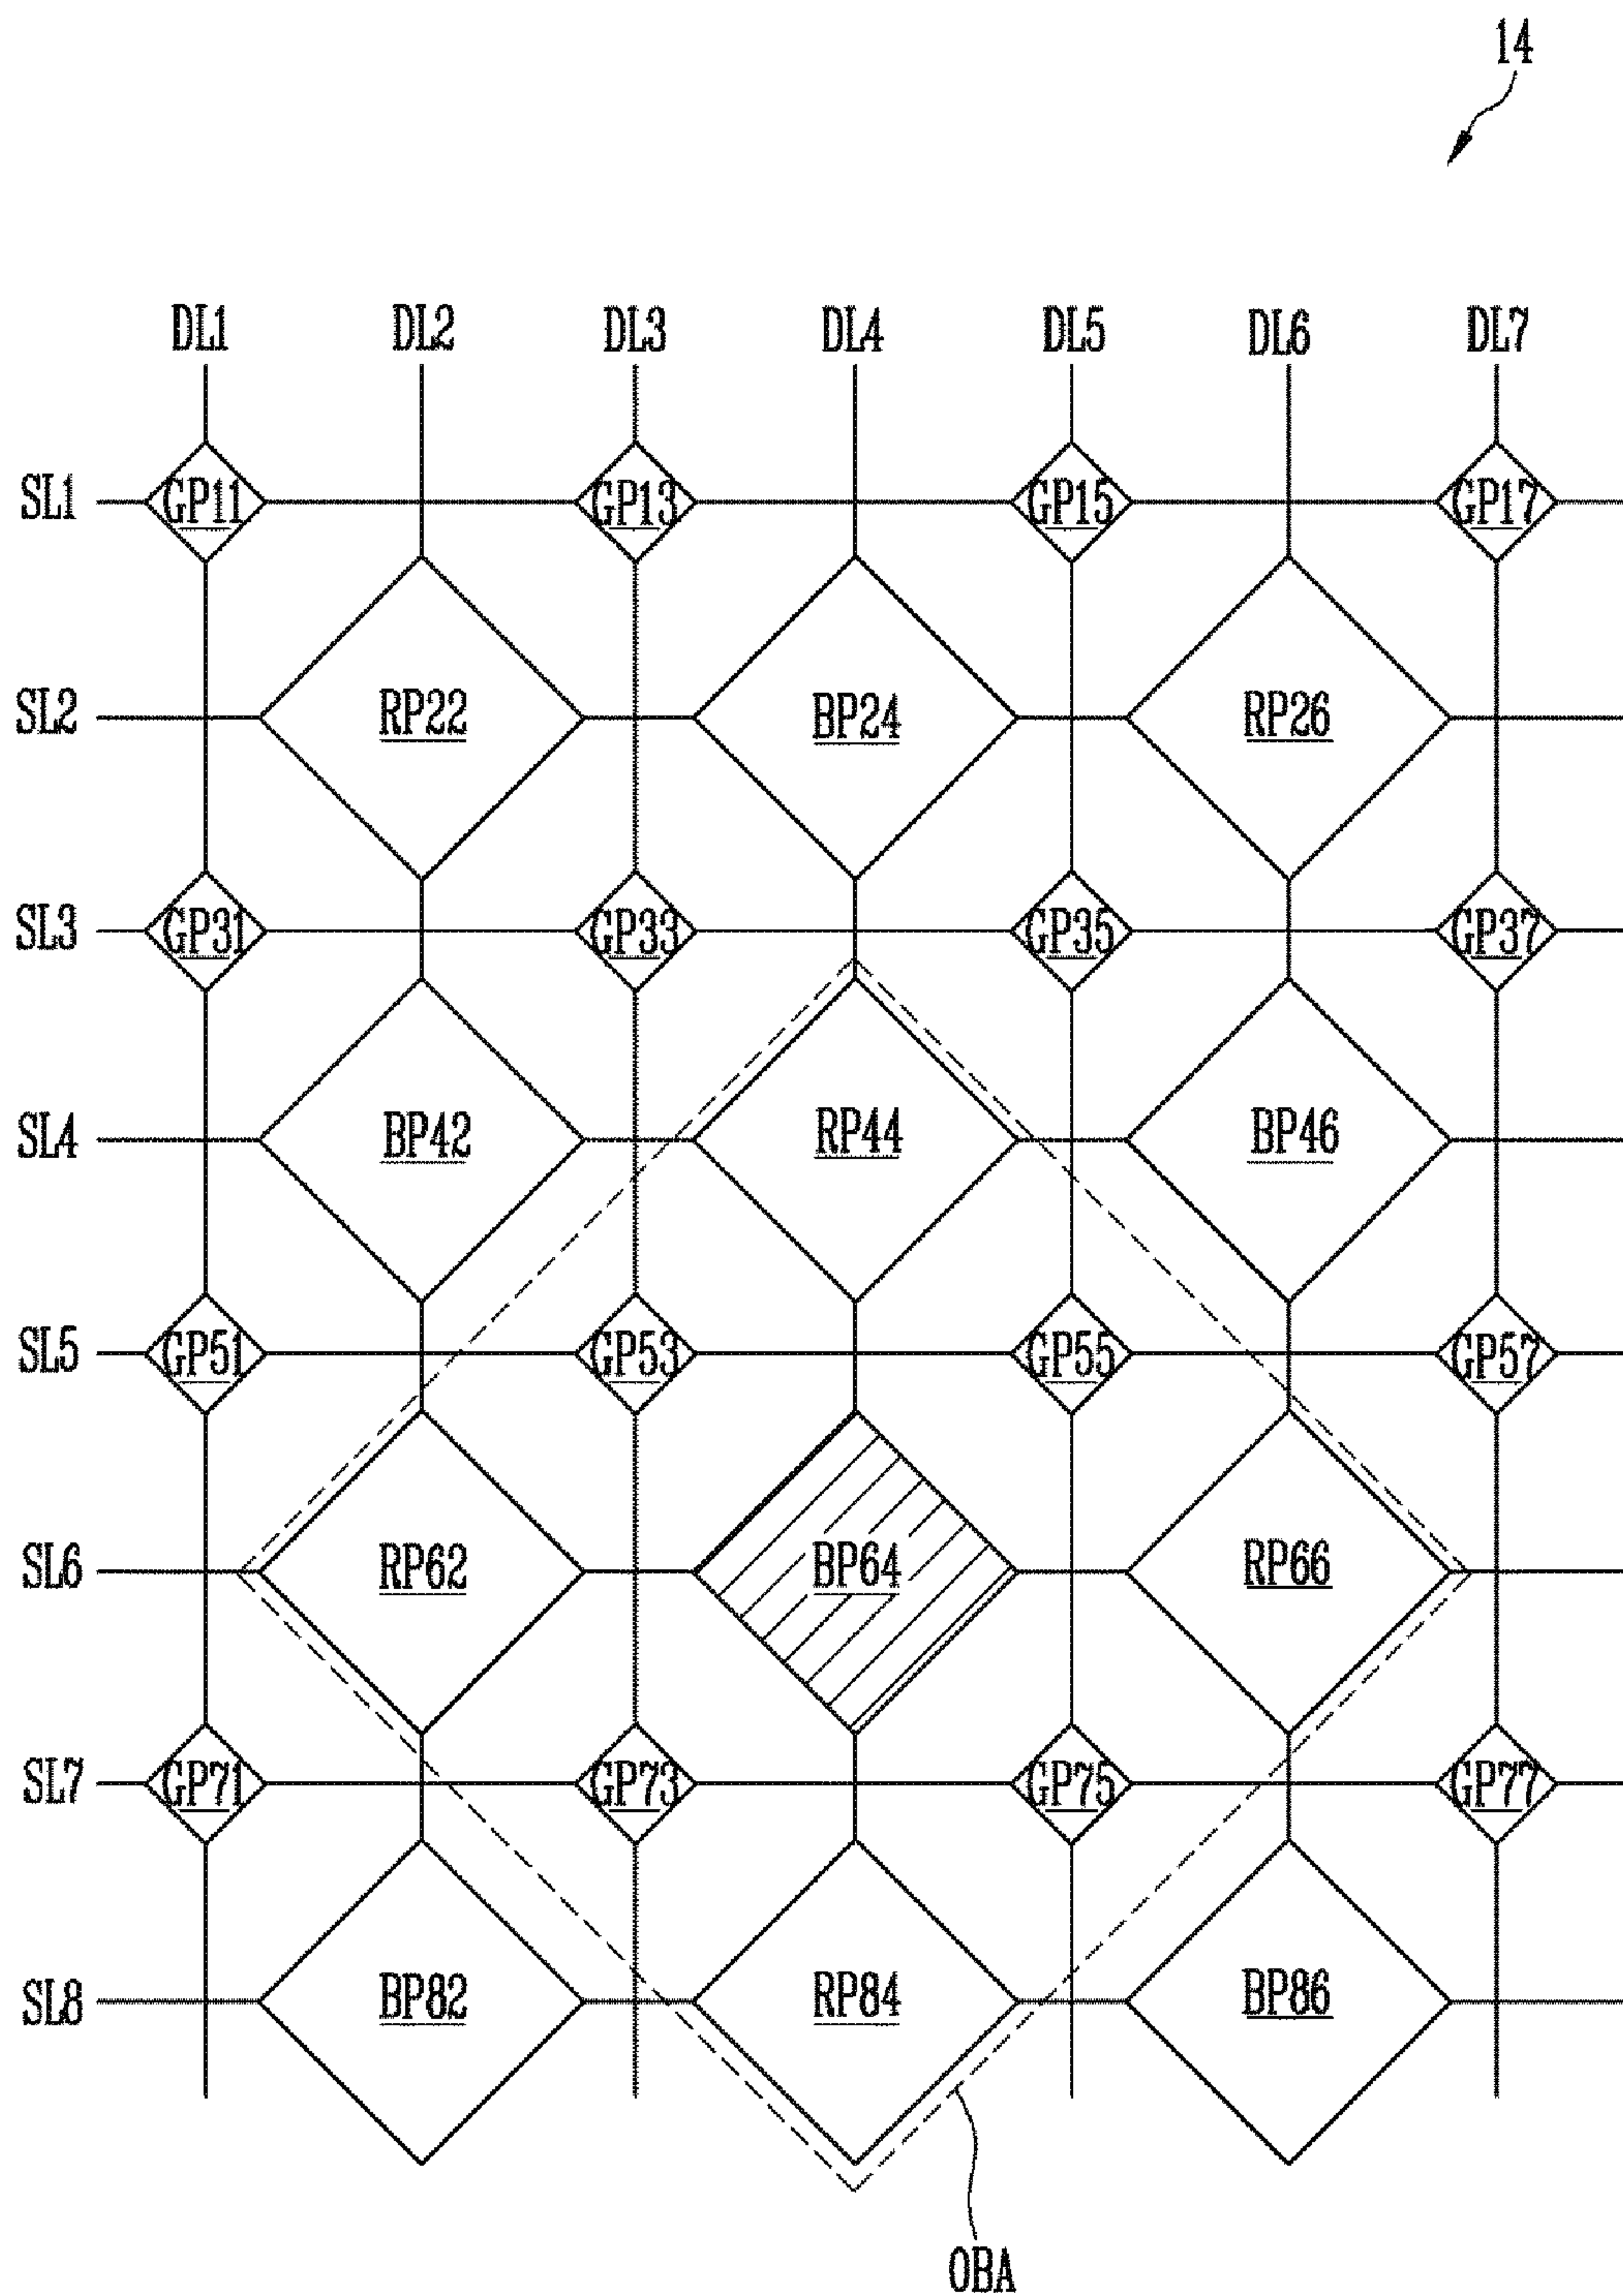 14
DL1 DL2 DL3 DL4 DL5 DL6 DL7
SL1 GP11 GP13 GP15 GP17
SL2 RP22 BP24 RP26
SL3 GP31 GP33 GP35 GP37
SL4 BP42 RP44 BP46
SL5 GP51 GP53 GP55 GP57
SL6 RP62 BP64 RP66
SL7 GP71 GP73 GP75 GP77
SL8 BP82 RP84 BP86
OBA